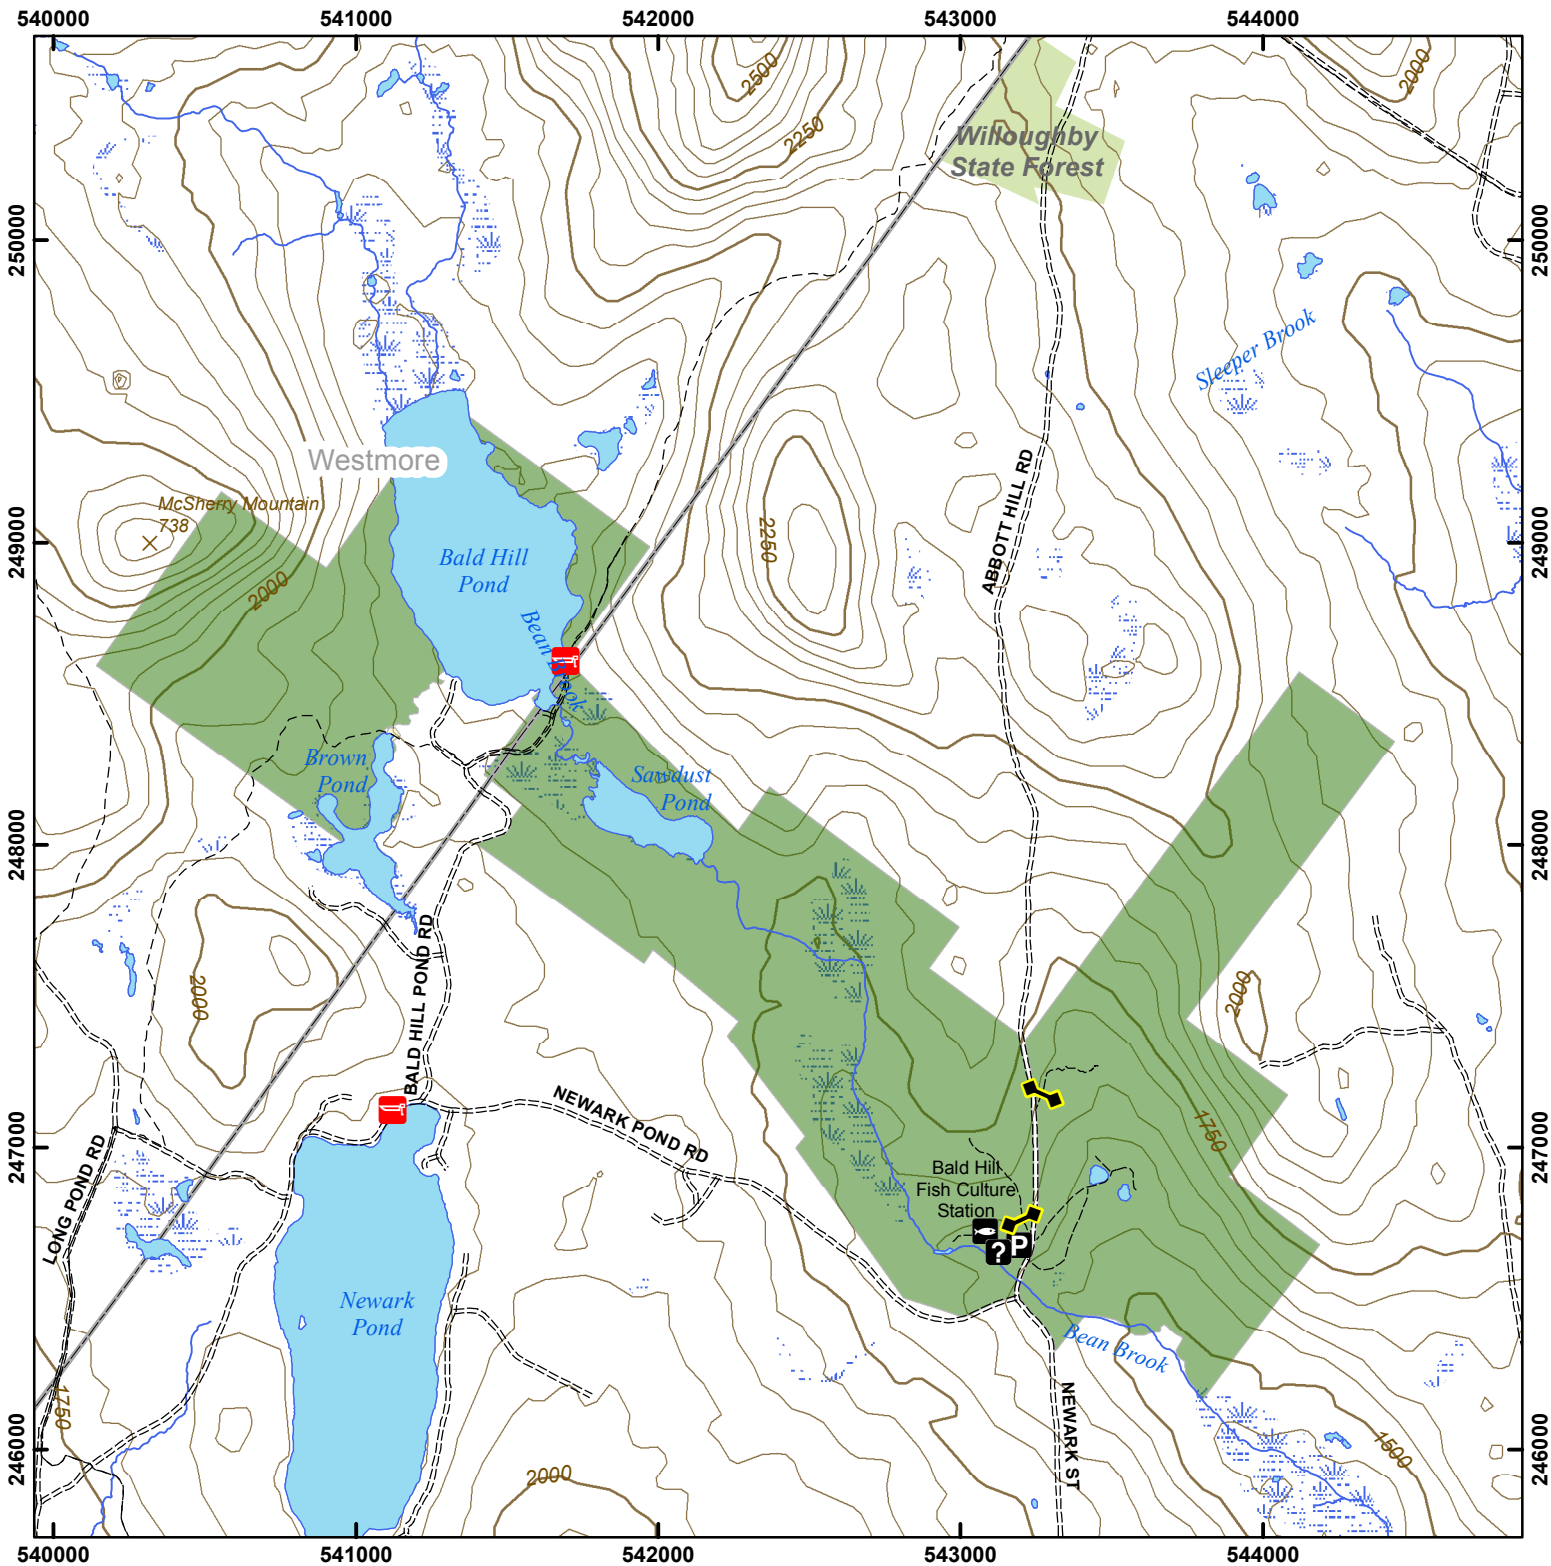 540000
541000
542000
543000
544000
2500
2000
2250
Willoughby
State Forest
250000
250000
Sleeper Brook
Westmore
McSherry Mountain
738
249000
249000
2250
ABBOTT HILL RD
Bald Hill
Pond
2000
Bean Brook
Brown
Pond
Sawdust
Pond
248000
248000
2000
BALD HILL POND RD
2000
NEWARK POND RD
1750
247000
247000
LONG POND RD
Bald Hill
Fish Culture
Station
P
?
Newark
Pond
Bean Brook
1750
NEWARK ST
246000
246000
2000
1500
540000
541000
542000
543000
544000